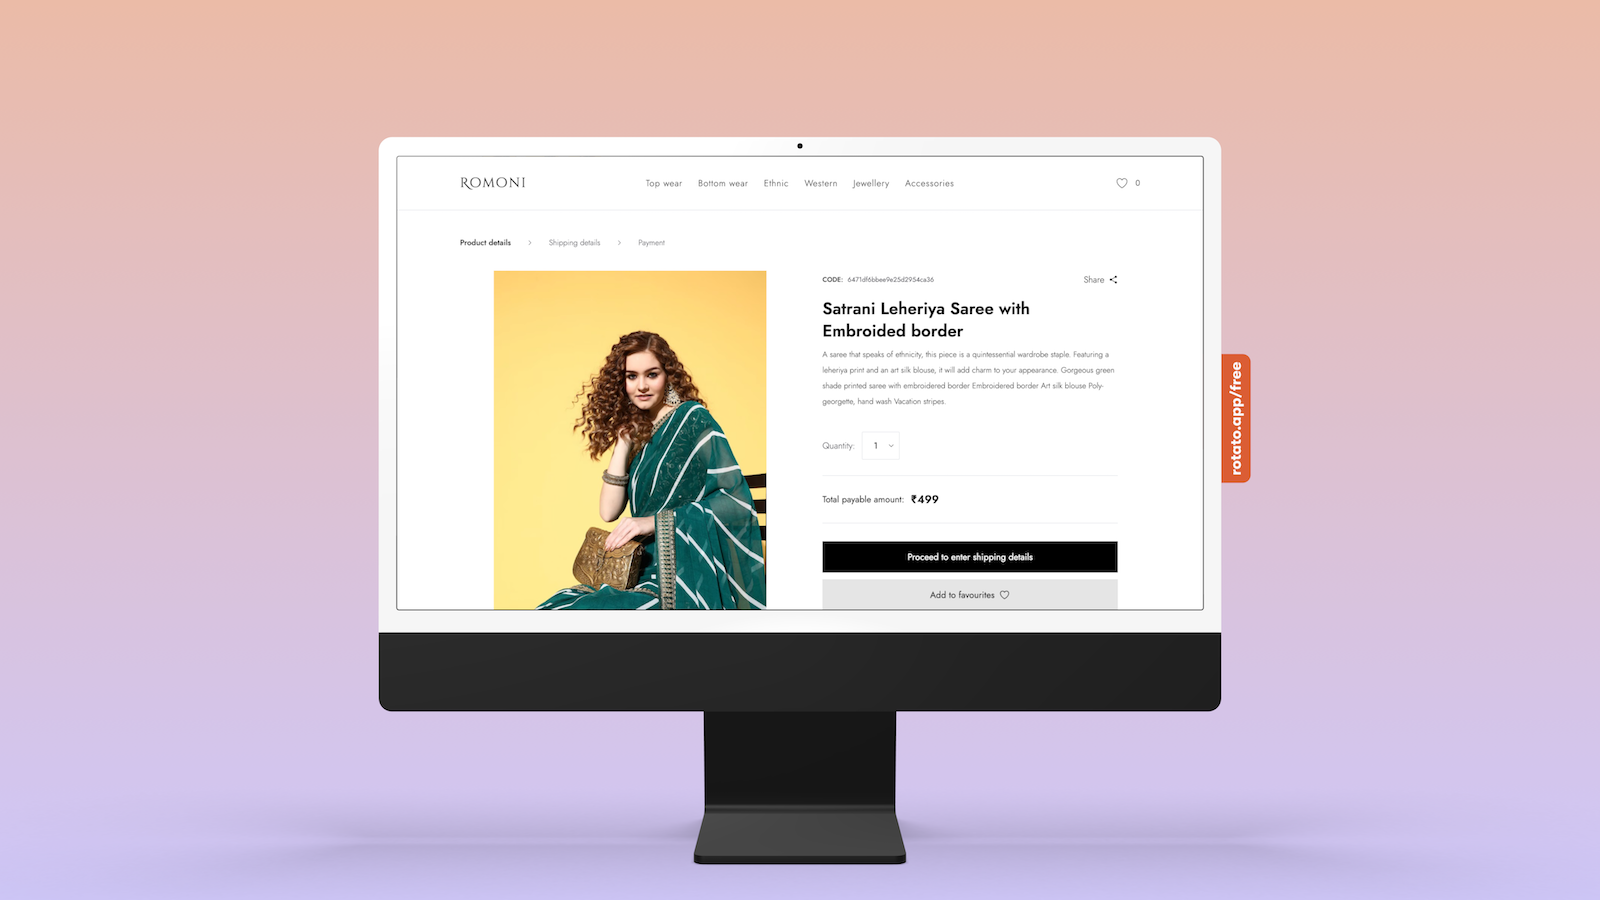 ROMONI
Top wear Bottom wear Ethnic Western Jewellery Accessories
0
Product details > Shipping details > Payment
CODE: 6471df6bbee9e25d2954ca36
Share
Satrani Leheriya Saree with
Embroided border
A saree that speaks of ethnicity, this piece is a quintessential wardrobe staple. Featuring a
leheriya print and an art silk blouse, it will add charm to your appearance. Gorgeous green
shade printed saree with embroidered border Embroidered border Art silk blouse Poly-
georgette, hand wash Vacation stripes.
Quantity: 1
Total payable amount: ₹499
Proceed to enter shipping details
Add to favourites
rotato.app/free